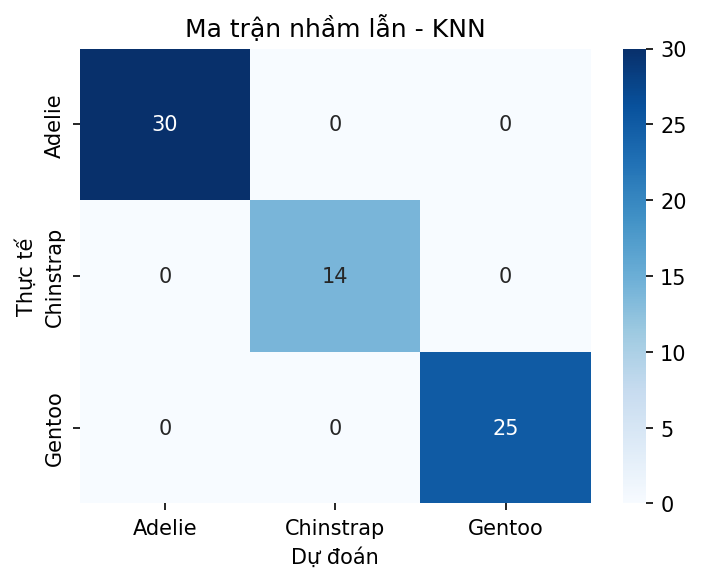 Ma trận nhầm lẫn - KNN
Adelie
30
0
0
Thực tế
Chinstrap
0
14
0
Gentoo
0
0
25
Adelie
Chinstrap
Gentoo
Dự đoán
30
25
20
15
10
5
0